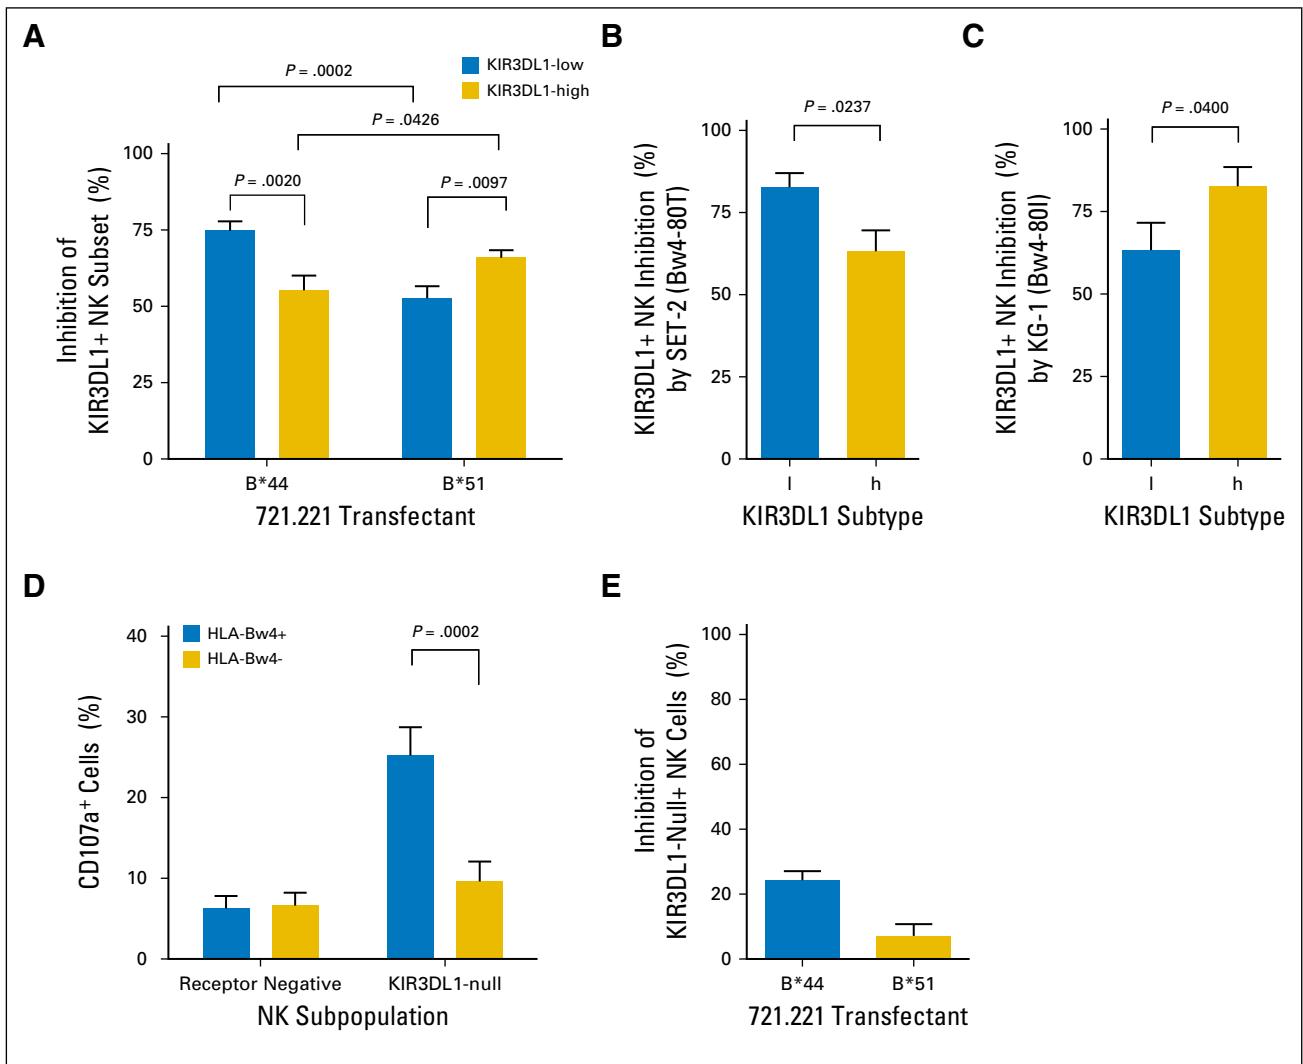 A
KIR3DL1-low
KIR3DL1-high
P = .0002
P = .0426
P = .0020
P = .0097
100
75
50
25
0
Inhibition of
KIR3DL1+ NK Subset (%)
B*44
B*51
721.221 Transfectant
B
P = .0237
100
75
50
25
0
KIR3DL1+ NK Inhibition (%)
by SET-2 (Bw4-80T)
l
h
KIR3DL1 Subtype
C
P = .0400
100
75
50
25
0
KIR3DL1+ NK Inhibition (%)
by KG-1 (Bw4-80I)
l
h
KIR3DL1 Subtype
D
HLA-Bw4+
HLA-Bw4-
P = .0002
40
30
20
10
0
CD107a+ Cells (%)
Receptor Negative
KIR3DL1-null
NK Subpopulation
E
100
80
60
40
20
0
Inhibition of
KIR3DL1-Null+ NK Cells (%)
B*44
B*51
721.221 Transfectant